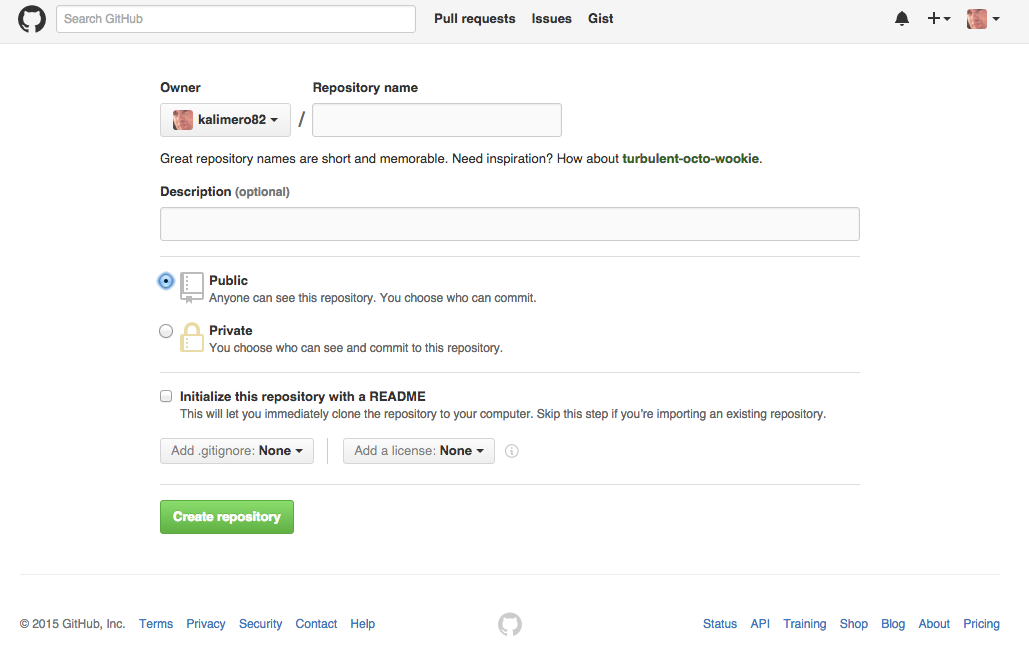 Search GitHub Pull requests Issues Gist
Owner Repository name
kalimero82 /
Great repository names are short and memorable. Need inspiration? How about turbulent-octo-wookie.
Description (optional)
Public
Anyone can see this repository. You choose who can commit.
Private
You choose who can see and commit to this repository.
Initialize this repository with a README
This will let you immediately clone the repository to your computer. Skip this step if you’re importing an existing repository.
Add .gitignore: None Add a license: None
Create repository
© 2015 GitHub, Inc. Terms Privacy Security Contact Help Status API Training Shop Blog About Pricing